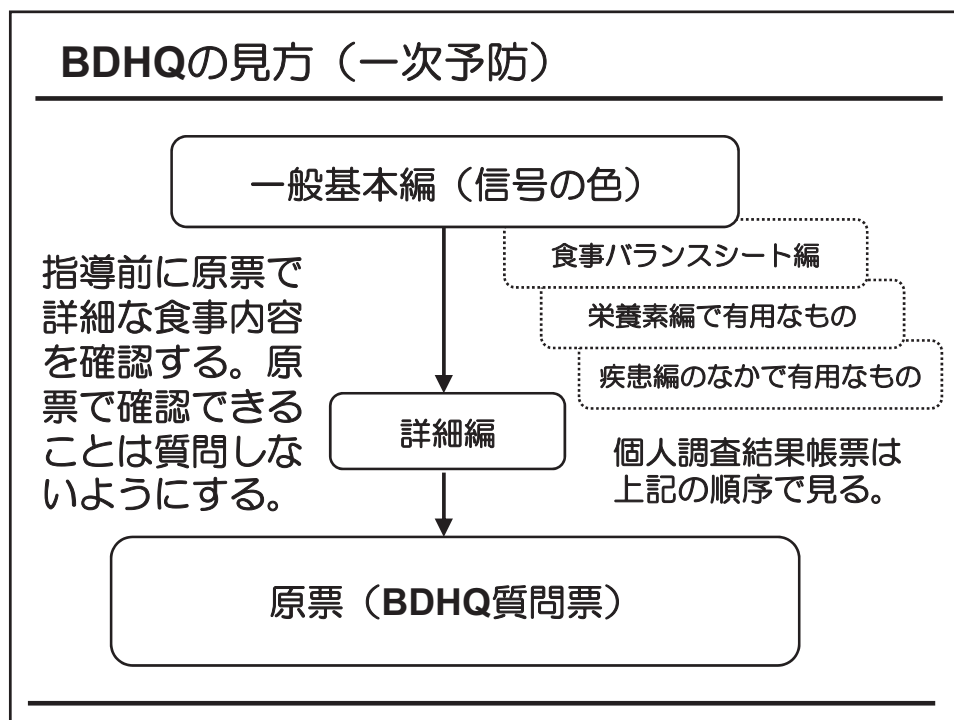 BDHQの見方（一次予防）
一般基本編（信号の色）
食事バランスシート編
栄養素編で有用なもの
疾患編のなかで有用なもの
指導前に原票で
詳細な食事内容
を確認する。原
票で確認できる
ことは質問しな
いようにする。
詳細編
個人調査結果帳票は
上記の順序で見る。
原票（BDHQ質問票）